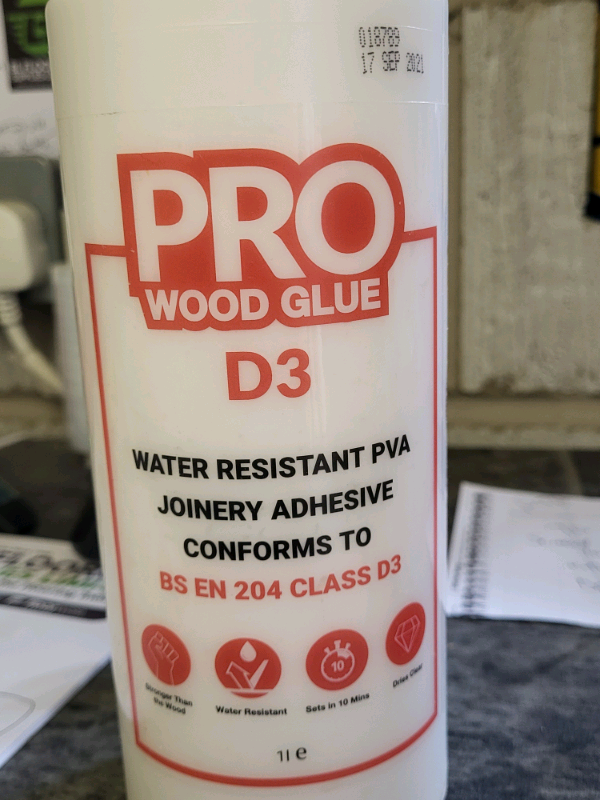 018789
17 SEP 2021
PRO
WOOD GLUE
D3
WATER RESISTANT PVA
JOINERY ADHESIVE
CONFORMS TO
BS EN 204 CLASS D3
10
Stronger Than
the Wood
Water Resistant
Sets in 10 Mins
Dries Clear
1l e